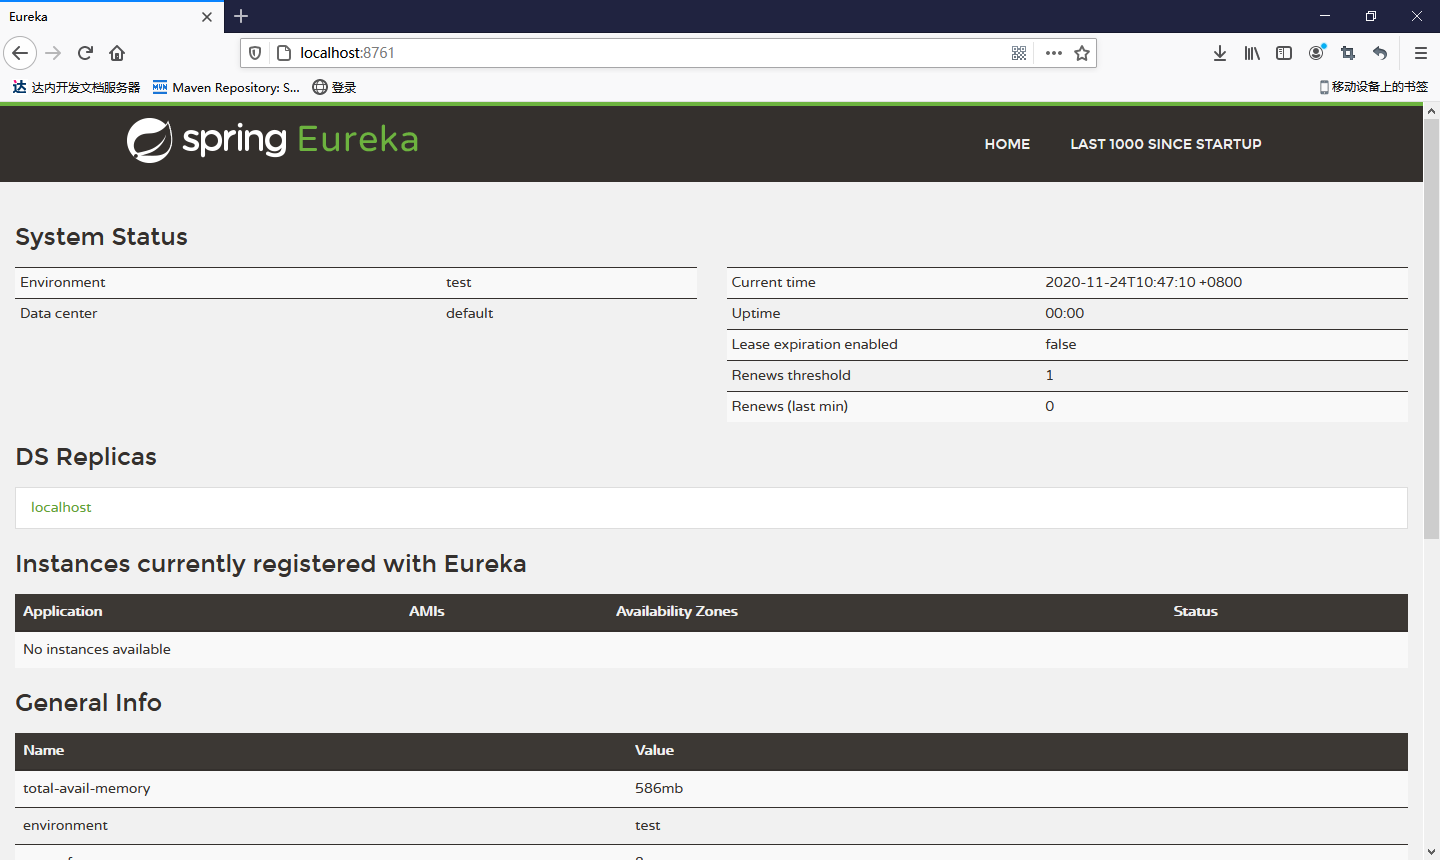 Eureka
localhost:8761
达内开发文档服务器 MVN Maven Repository: S... 登录 移动设备上的书签
spring Eureka HOME LAST 1000 SINCE STARTUP
System Status
Environment test
Data center default
Current time 2020-11-24T10:47:10 +0800
Uptime 00:00
Lease expiration enabled false
Renews threshold 1
Renews (last min) 0
DS Replicas
localhost
Instances currently registered with Eureka
Application AMIs Availability Zones Status
No instances available
General Info
Name Value
total-avail-memory 586mb
environment test